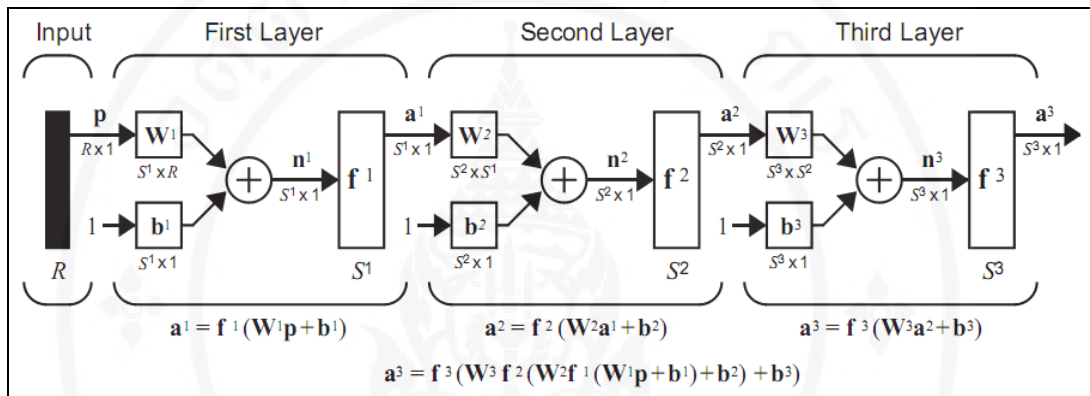 Input First Layer Second Layer Third Layer
p a¹ a² a³
W¹ W² W³
R x 1 S¹ x 1 S² x 1 S³ x 1
n¹ n² n³
S¹ x R S² x S¹ S³ x S²
f ¹ f ² f ³
S¹ x 1 S² x 1 S³ x 1
1 b¹ 1 b² 1 b³
S¹ x 1 S² x 1 S³ x 1
R S¹ S² S³
a¹ = f ¹ (W¹p + b¹) a² = f ² (W²a¹ + b²) a³ = f ³ (W³a² + b³)
a³ = f ³ (W³ f ² (W²f ¹ (W¹p + b¹) + b²) + b³)